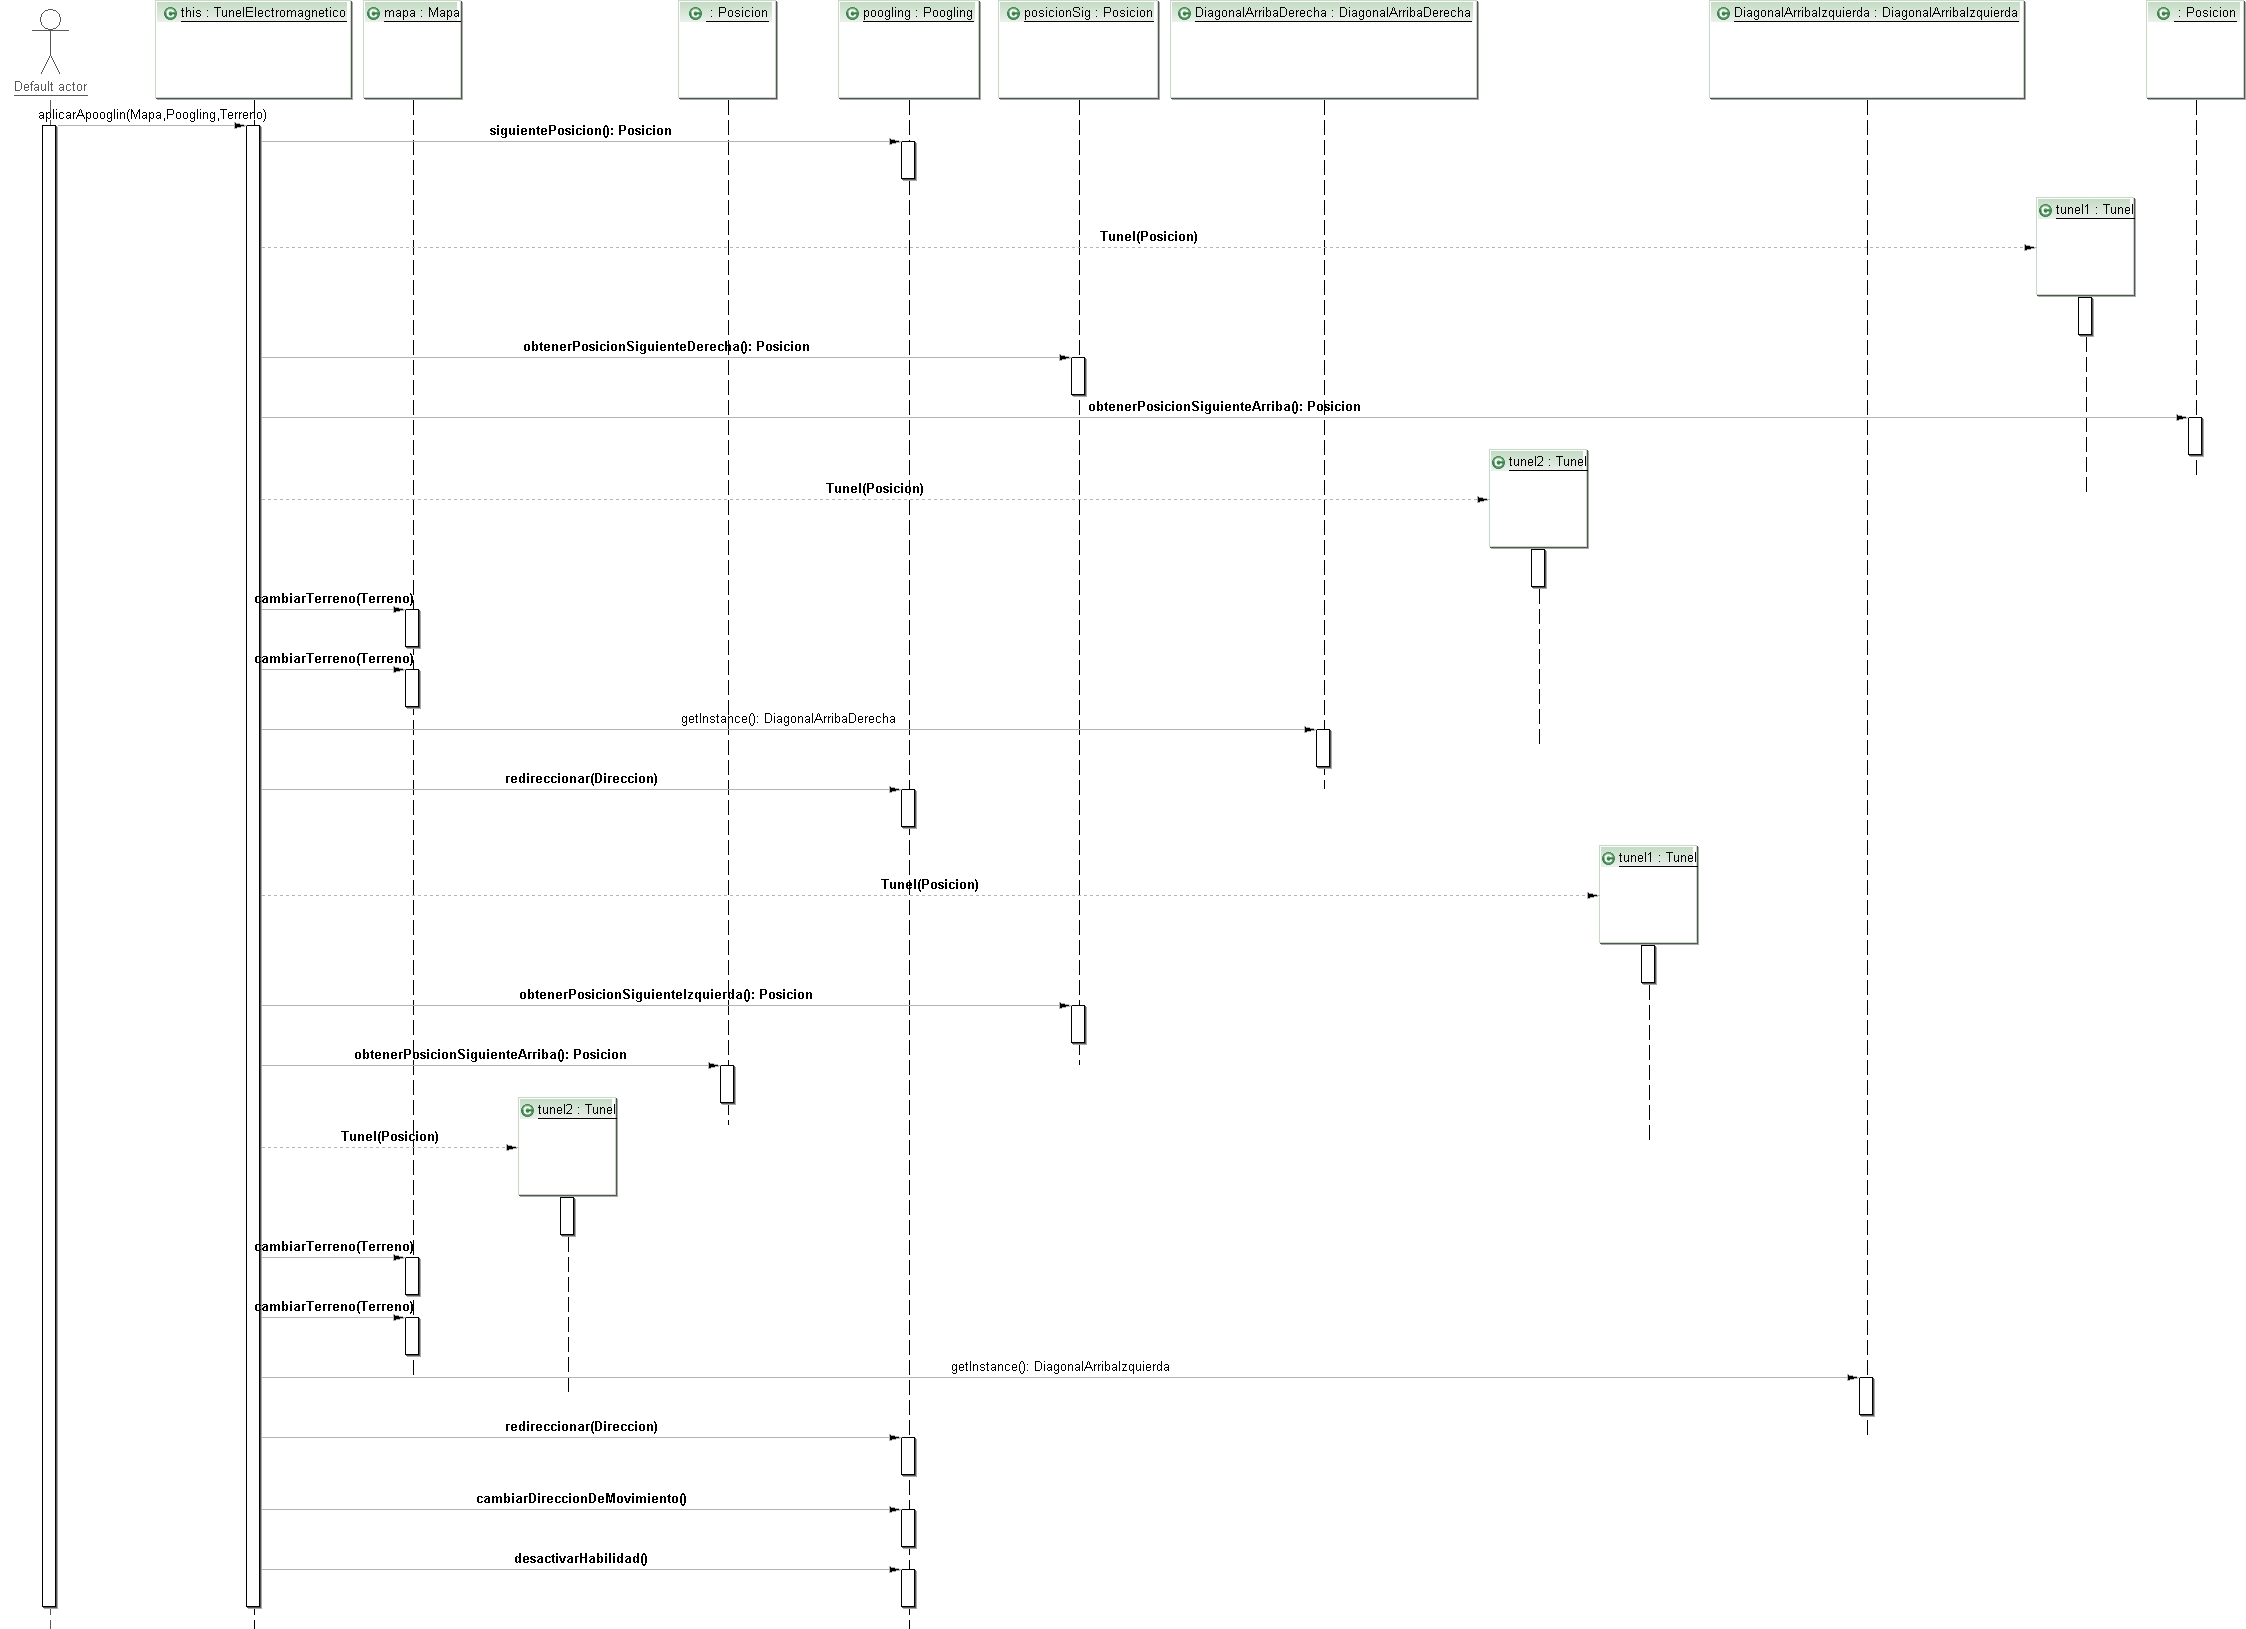 this : TunelElectromagnetico
mapa : Mapa
: Posicion
poogling : Poogling
posicionSig : Posicion
DiagonalArribaDerecha : DiagonalArribaDerecha
DiagonalArribaIzquierda : DiagonalArribaIzquierda
: Posicion
Default actor
aplicarApooglin(Mapa,Poogling,Terreno)
siguientePosicion(): Posicion
tunel1 : Tunel
Tunel(Posicion)
obtenerPosicionSiguienteDerecha(): Posicion
obtenerPosicionSiguienteArriba(): Posicion
tunel2 : Tunel
Tunel(Posicion)
cambiarTerreno(Terreno)
cambiarTerreno(Terreno)
getInstance(): DiagonalArribaDerecha
redireccionar(Direccion)
tunel1 : Tunel
Tunel(Posicion)
obtenerPosicionSiguienteIzquierda(): Posicion
obtenerPosicionSiguienteArriba(): Posicion
tunel2 : Tunel
Tunel(Posicion)
cambiarTerreno(Terreno)
cambiarTerreno(Terreno)
getInstance(): DiagonalArribaIzquierda
redireccionar(Direccion)
cambiarDireccionDeMovimiento()
desactivarHabilidad()